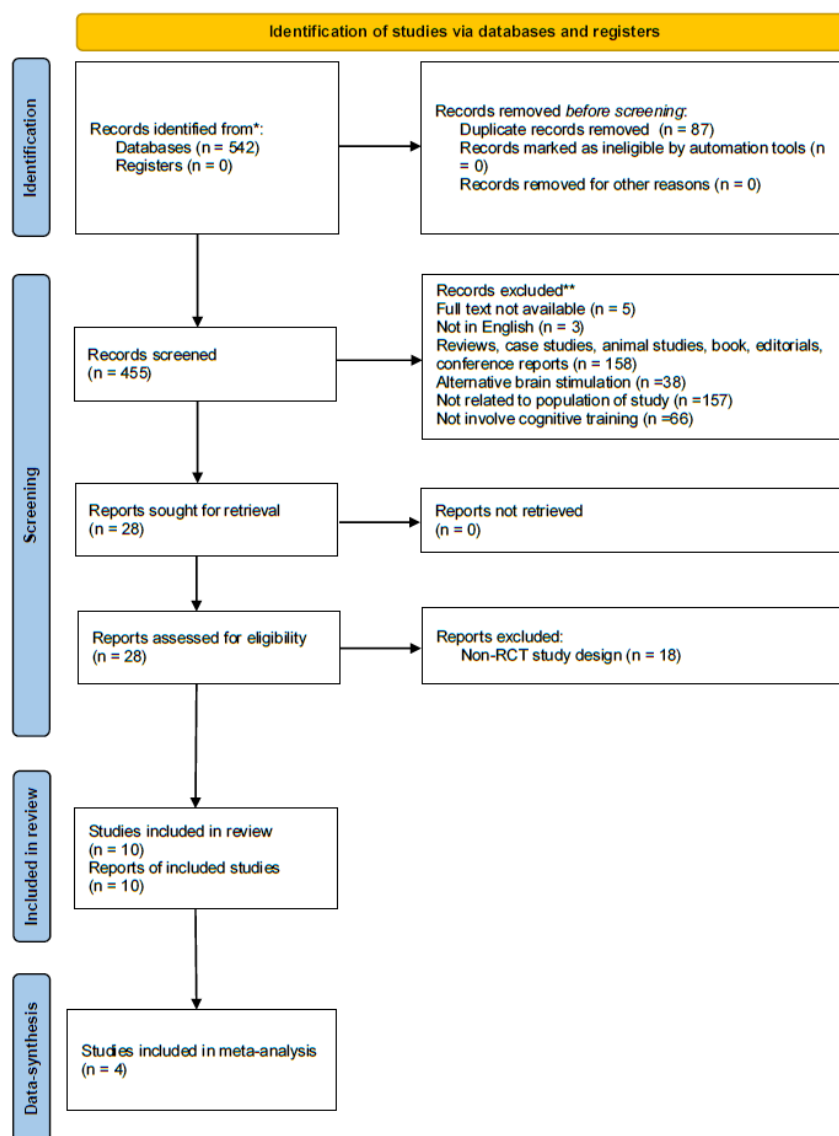 Identification of studies via databases and registers
Identification
Records identified from*:
Databases (n = 542)
Registers (n = 0)
Records removed before screening:
Duplicate records removed (n = 87)
Records marked as ineligible by automation tools (n
= 0)
Records removed for other reasons (n = 0)
Screening
Records screened
(n = 455)
Records excluded**
Full text not available (n = 5)
Not in English (n = 3)
Reviews, case studies, animal studies, book, editorials,
conference reports (n = 158)
Alternative brain stimulation (n =38)
Not related to population of study (n =157)
Not involve cognitive training (n =66)
Reports sought for retrieval
(n = 28)
Reports not retrieved
(n = 0)
Reports assessed for eligibility
(n = 28)
Reports excluded:
Non-RCT study design (n = 18)
Included in review
Studies included in review
(n = 10)
Reports of included studies
(n = 10)
Data-synthesis
Studies included in meta-analysis
(n = 4)